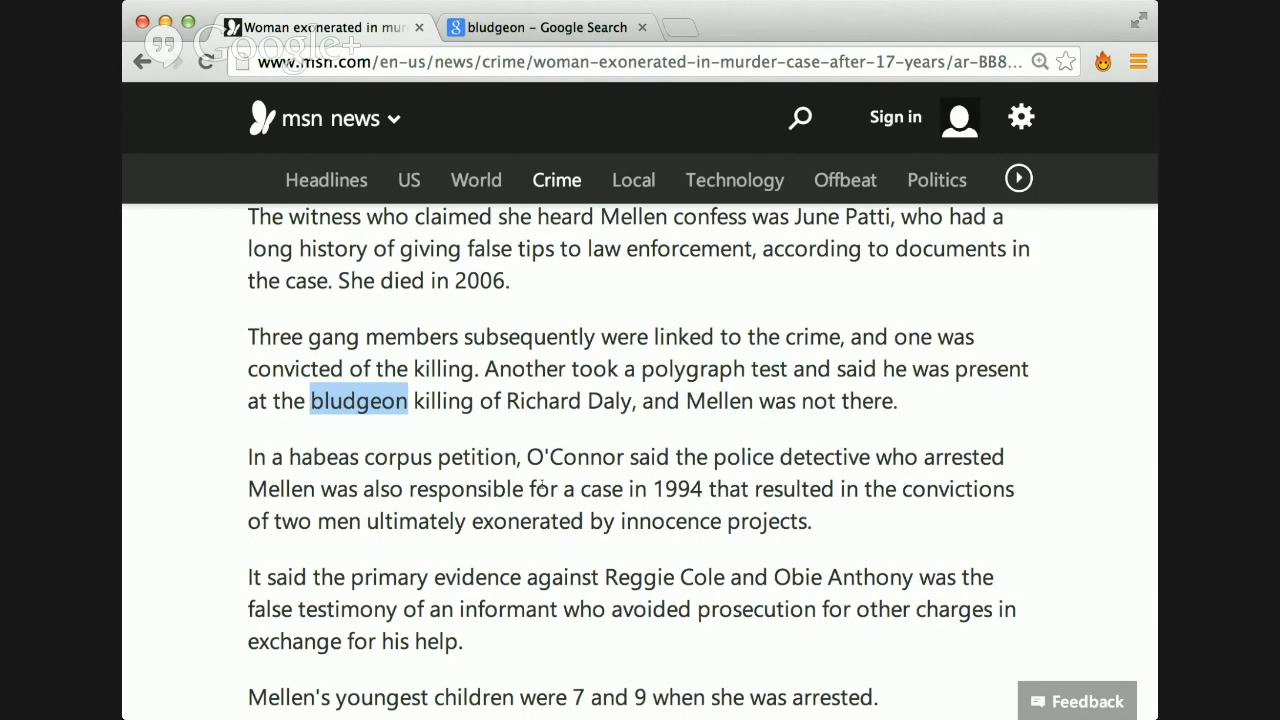 Woman exonerated in mur
bludgeon – Google Search
Google+
www.msn.com/en-us/news/crime/woman-exonerated-in-murder-case-after-17-years/ar-BB8...
msn news
Sign in
Headlines US World Crime Local Technology Offbeat Politics
The witness who claimed she heard Mellen confess was June Patti, who had a
long history of giving false tips to law enforcement, according to documents in
the case. She died in 2006.
Three gang members subsequently were linked to the crime, and one was
convicted of the killing. Another took a polygraph test and said he was present
at the bludgeon killing of Richard Daly, and Mellen was not there.
In a habeas corpus petition, O'Connor said the police detective who arrested
Mellen was also responsible for a case in 1994 that resulted in the convictions
of two men ultimately exonerated by innocence projects.
It said the primary evidence against Reggie Cole and Obie Anthony was the
false testimony of an informant who avoided prosecution for other charges in
exchange for his help.
Mellen's youngest children were 7 and 9 when she was arrested.
Feedback